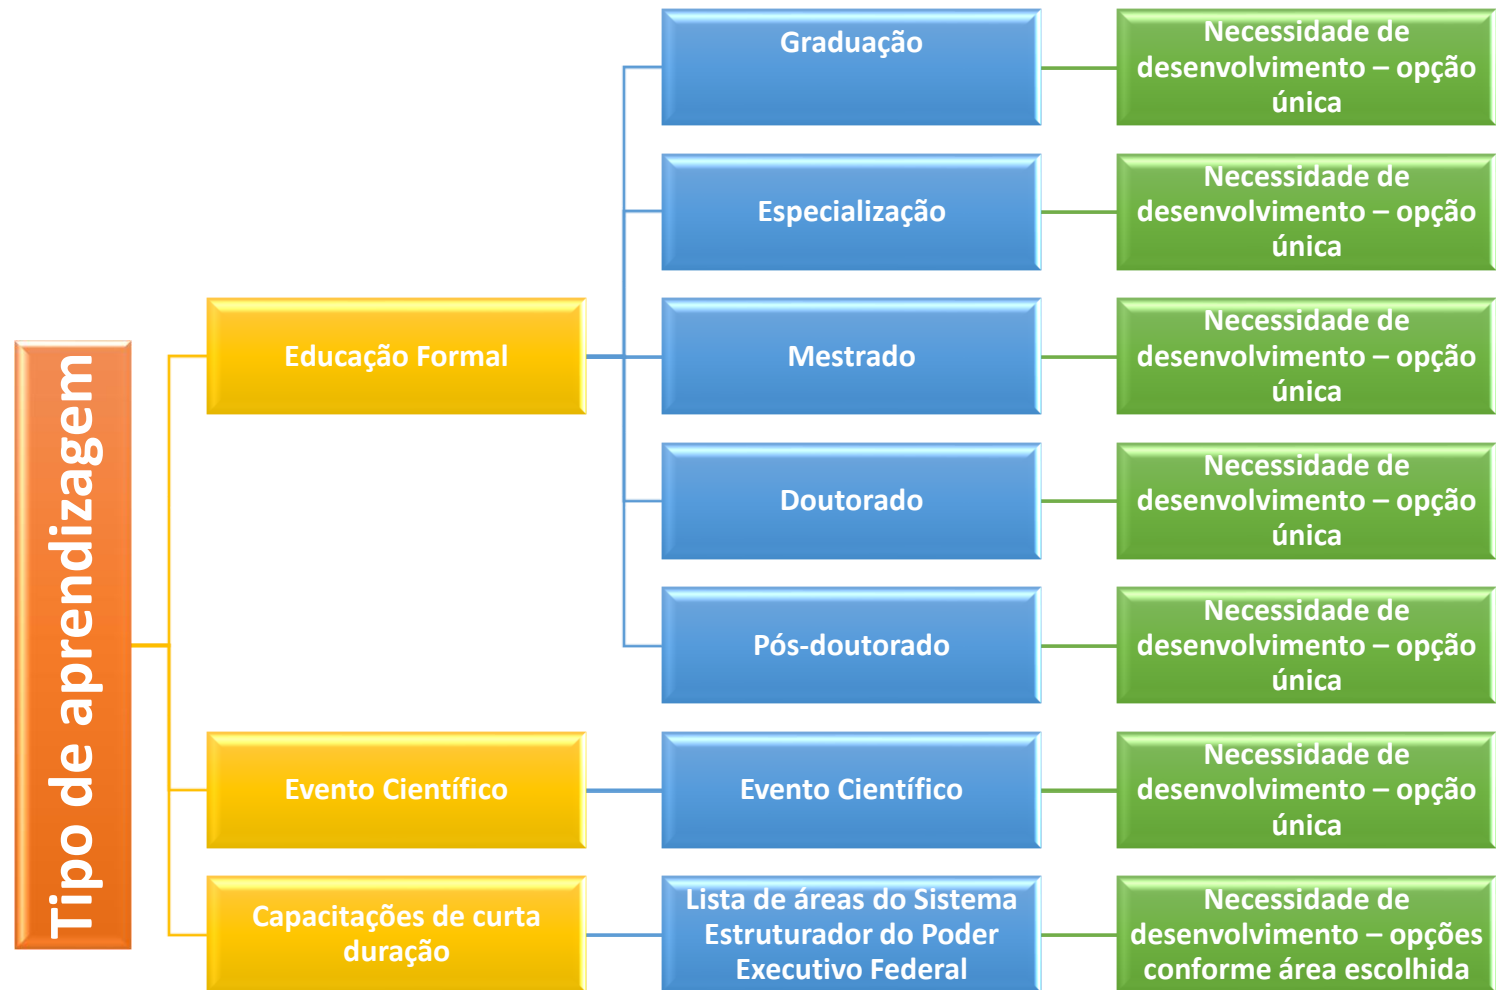 Tipo de aprendizagem
Educação Formal
Graduação
Necessidade de
desenvolvimento – opção
única
Especialização
Necessidade de
desenvolvimento – opção
única
Mestrado
Necessidade de
desenvolvimento – opção
única
Doutorado
Necessidade de
desenvolvimento – opção
única
Pós-doutorado
Necessidade de
desenvolvimento – opção
única
Evento Científico
Evento Científico
Necessidade de
desenvolvimento – opção
única
Capacitações de curta
duração
Lista de áreas do Sistema
Estruturador do Poder
Executivo Federal
Necessidade de
desenvolvimento – opções
conforme área escolhida